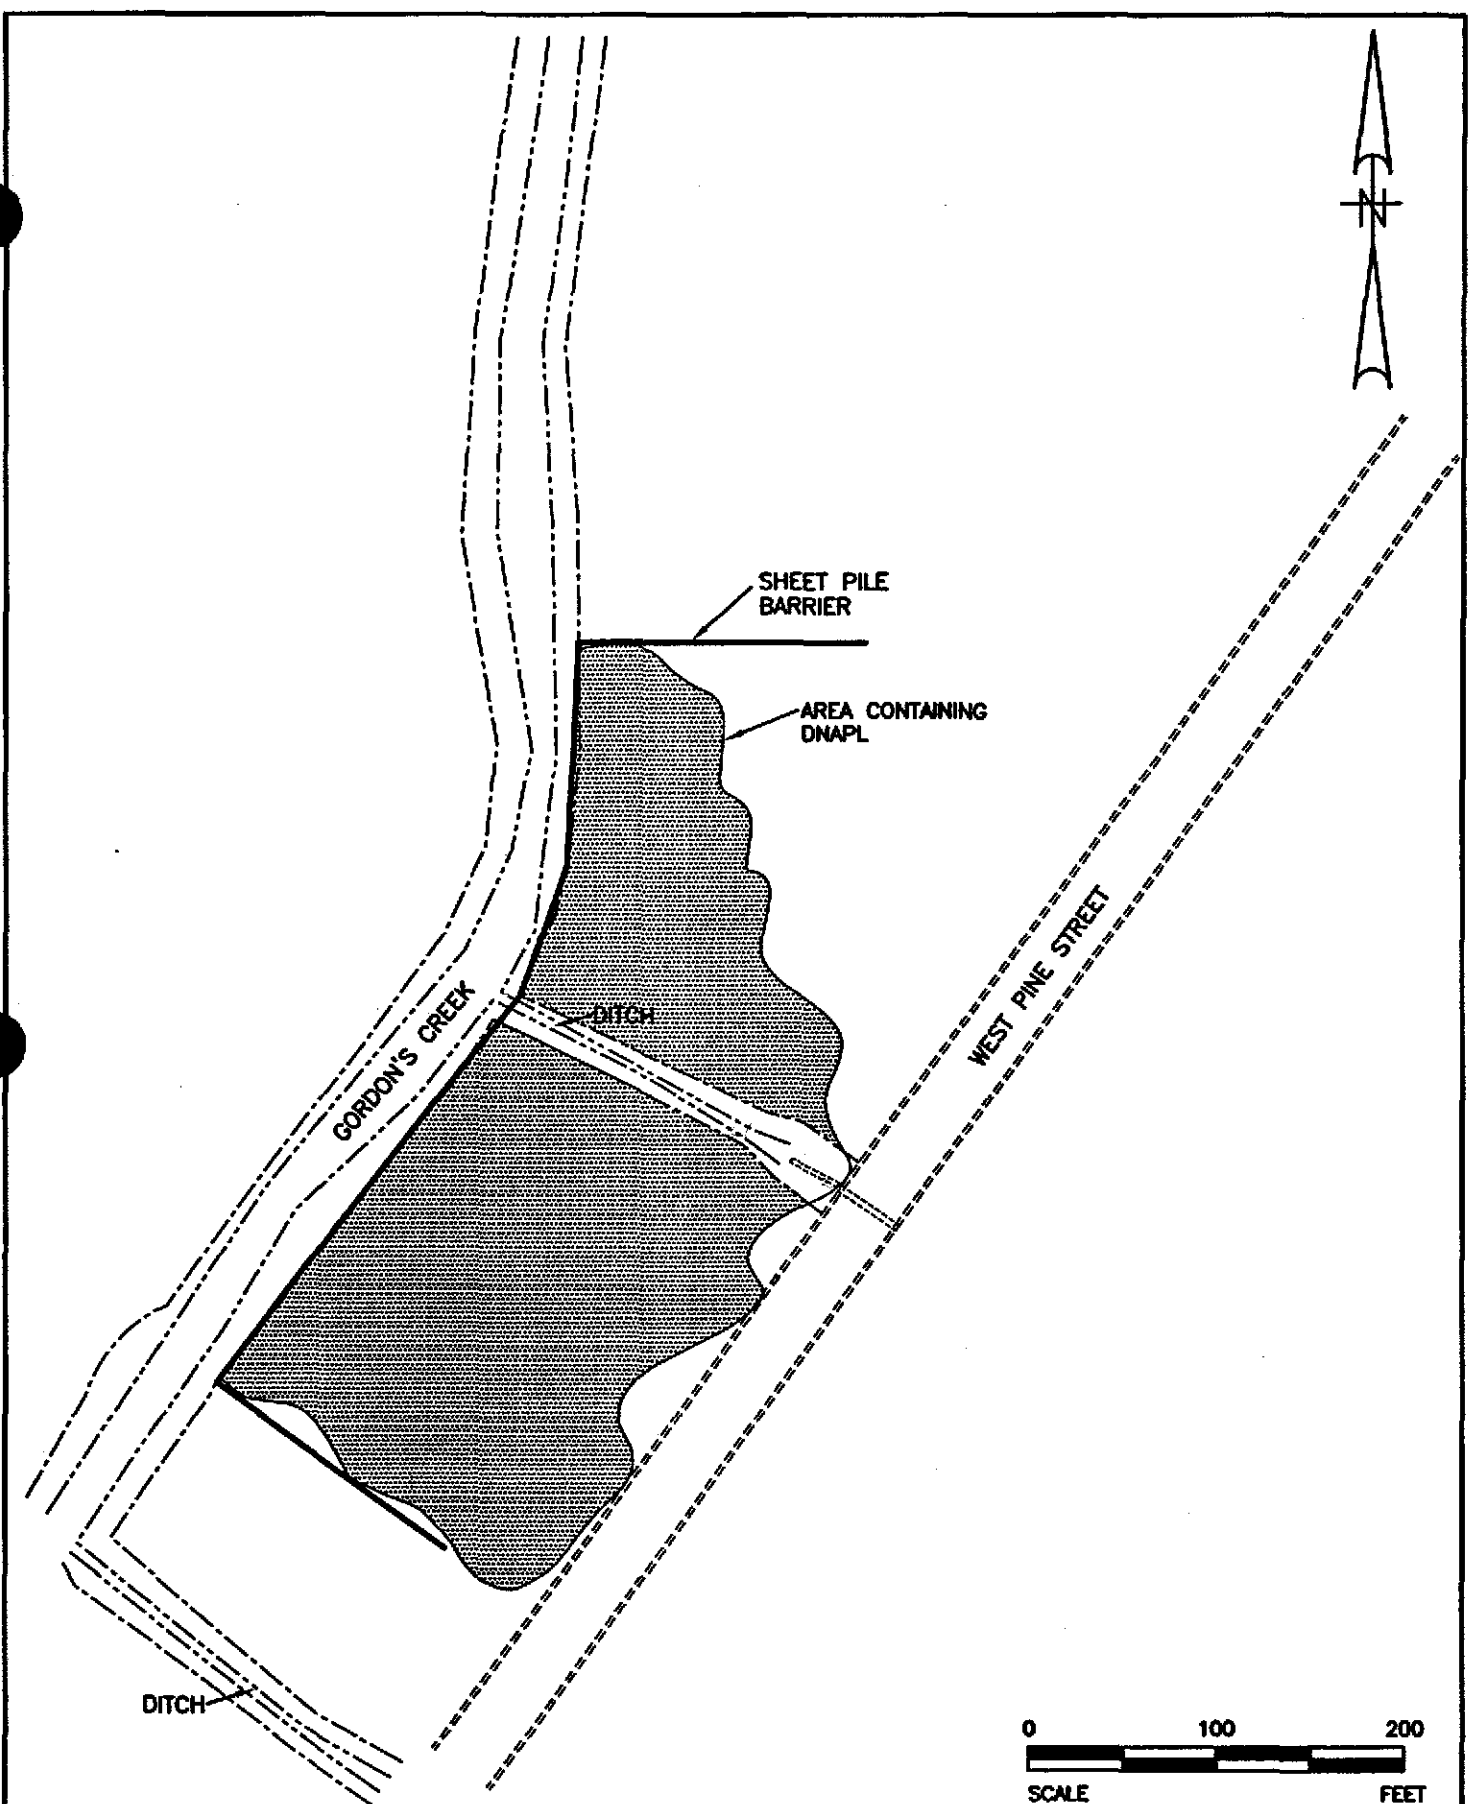 N
SHEET PILE
BARRIER
AREA CONTAINING
DNAPL
WEST PINE STREET
GORDON'S CREEK
DITCH
DITCH
0 100 200
SCALE FEET